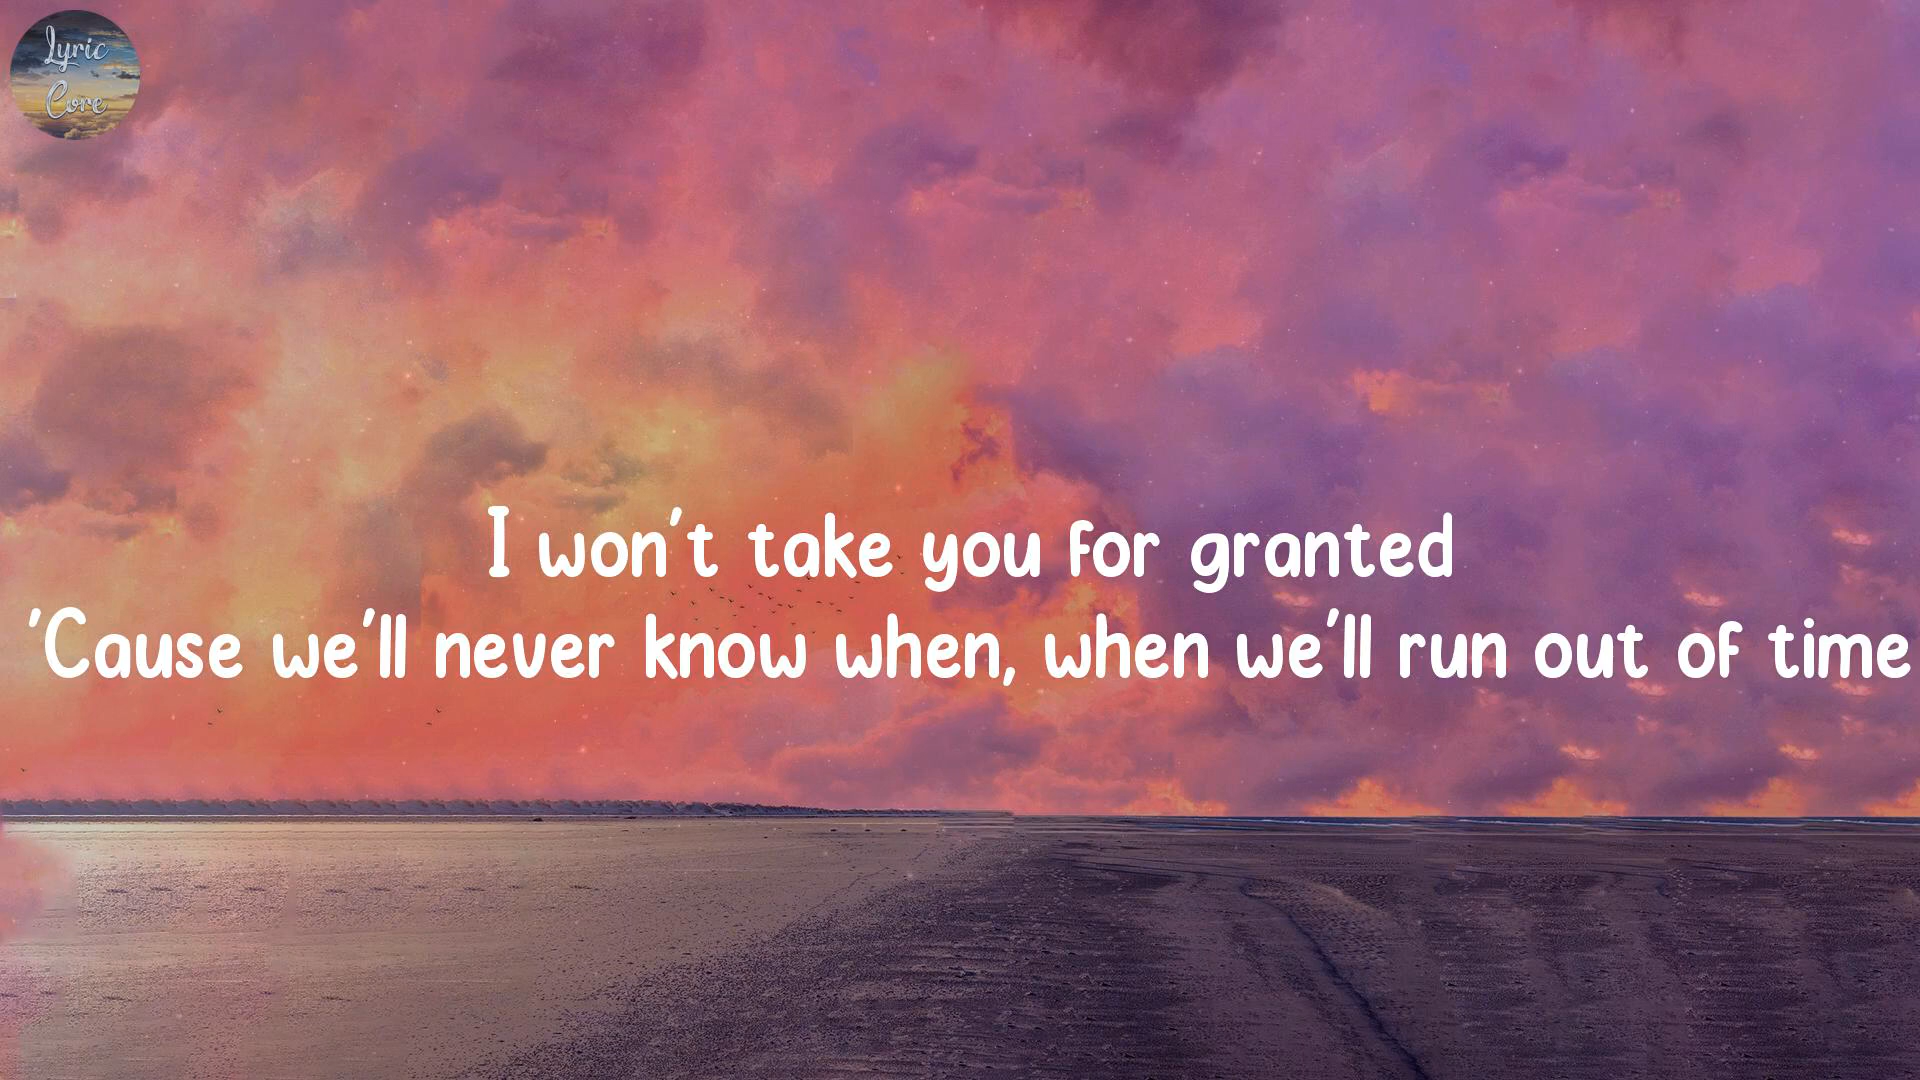 Lyric
Core
I won't take you for granted
'Cause we'll never know when, when we'll run out of time